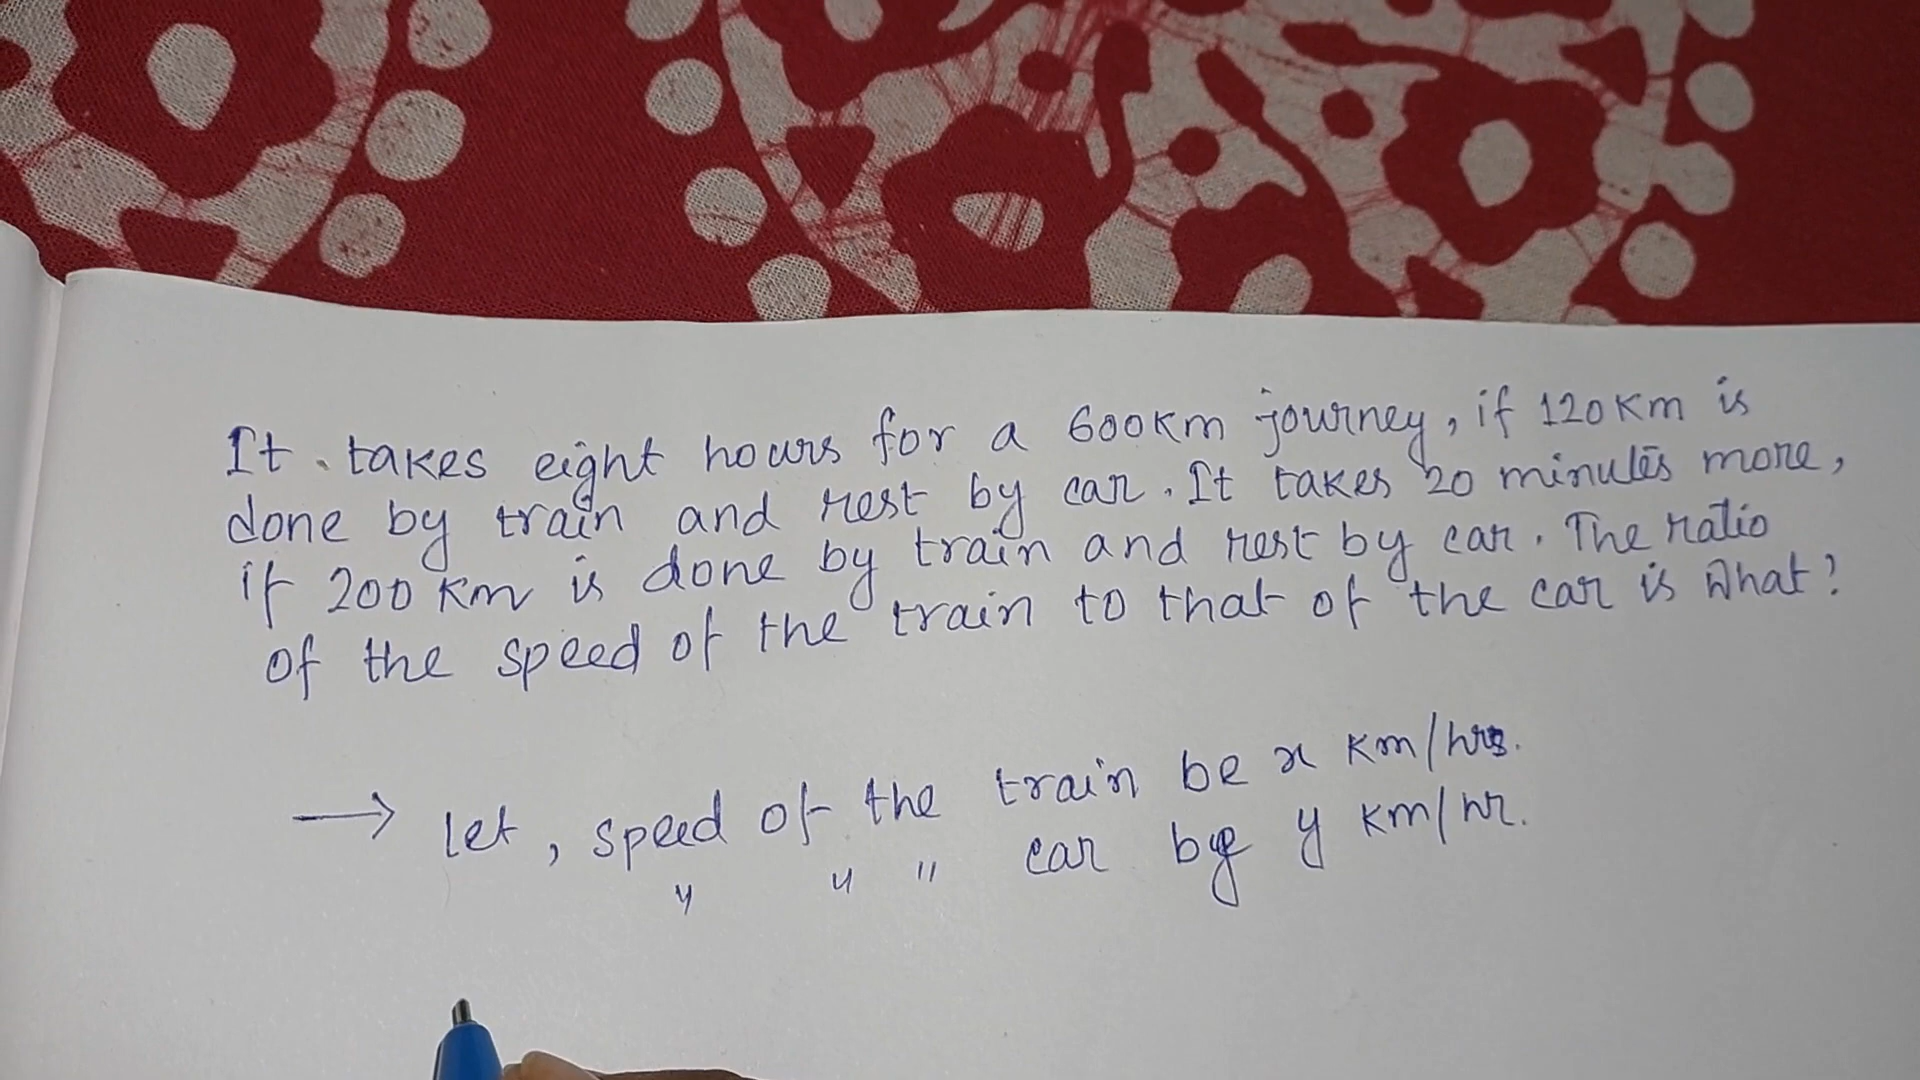 It takes eight hours for a 600km journey, if 120km is
done by train and rest by car. It takes 20 minutes more,
if 200 km is done by train and rest by car. The ratio
of the speed of the train to that of the car is What?
→ let, speed of the train be x km/hrs.
" " " car be y km/hr.